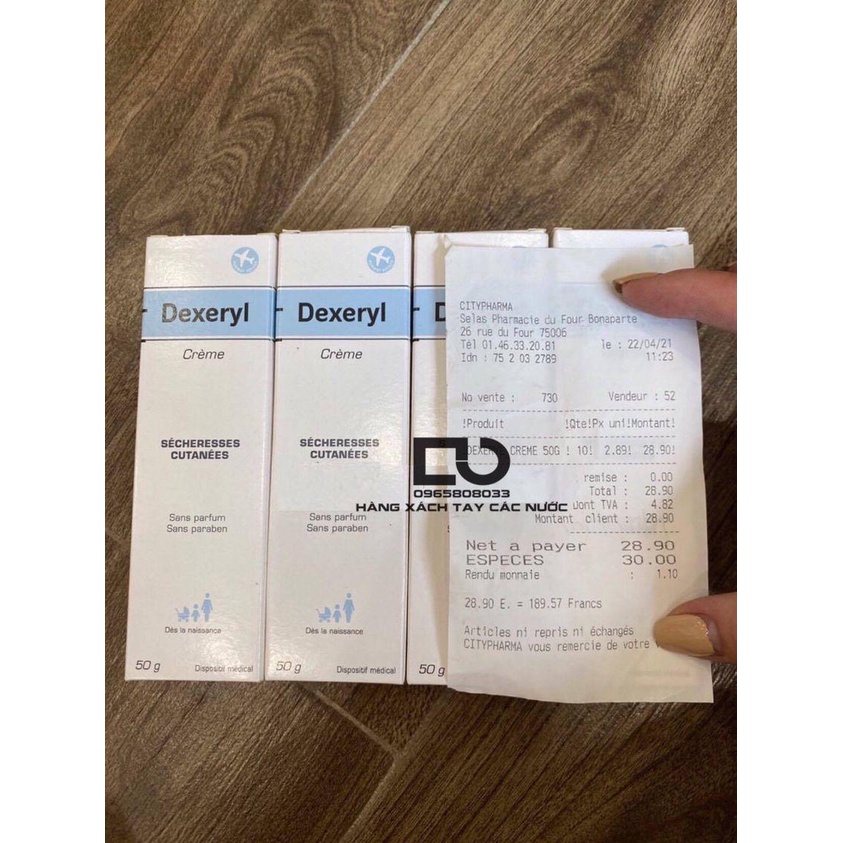 Dexeryl
Crème
SÉCHERESSES
CUTANÉES
Sans parfum
Sans paraben
Dès la naissance
50 g
Dispositif médical
Dexeryl
Crème
SÉCHERESSES
CUTANÉES
Sans parfum
Sans paraben
50 g
Dispositif médical
D
50 g
CITYPHARMA
Selas Pharmacie du Four Bonaparte
26 rue du Four 75006
Tél 01.46.33.20.81 le : 22/04/21
Idn : 75 2 03 2789 11:23
No vente : 730 Vendeur : 52
!Produit !Qte!Px uni!Montant!
DEXERYL CREME 50G ! 10! 2.89! 28.90!
remise : 0.00
Total : 28.90
Dont TVA : 4.82
Montant client : 28.90
Net a payer 28.90
ESPECES 30.00
Rendu monnaie : 1.10
28.90 E. = 189.57 Francs
Articles ni repris ni échangés
CITYPHARMA vous remercie de votre
0965808033
HÀNG XÁCH TAY CÁC NƯỚC